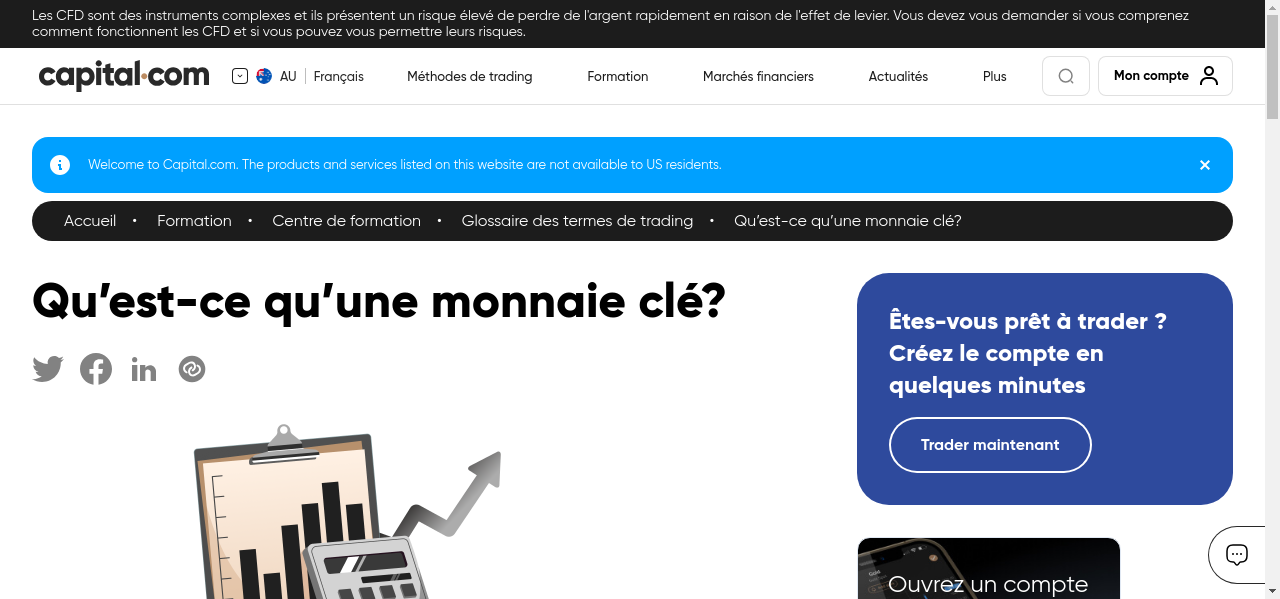 Les CFD sont des instruments complexes et ils présentent un risque élevé de perdre de l'argent rapidement en raison de l'effet de levier. Vous devez vous demander si vous comprenez
comment fonctionnent les CFD et si vous pouvez vous permettre leurs risques.
capital.com AU Français Méthodes de trading Formation Marchés financiers Actualités Plus Mon compte
Welcome to Capital.com. The products and services listed on this website are not available to US residents.
Accueil • Formation • Centre de formation • Glossaire des termes de trading • Qu’est-ce qu’une monnaie clé?
Qu’est-ce qu’une monnaie clé?
Êtes-vous prêt à trader ?
Créez le compte en
quelques minutes
Trader maintenant
Ouvrez un compte